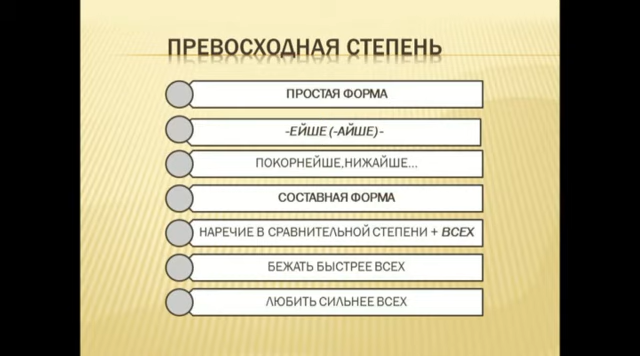 ПРЕВОСХОДНАЯ СТЕПЕНЬ
ПРОСТАЯ ФОРМА
-ЕЙШЕ (-АЙШЕ)-
ПОКОРНЕЙШЕ,НИЖАЙШЕ...
СОСТАВНАЯ ФОРМА
НАРЕЧИЕ В СРАВНИТЕЛЬНОЙ СТЕПЕНИ + ВСЕХ
БЕЖАТЬ БЫСТРЕЕ ВСЕХ
ЛЮБИТЬ СИЛЬНЕЕ ВСЕХ